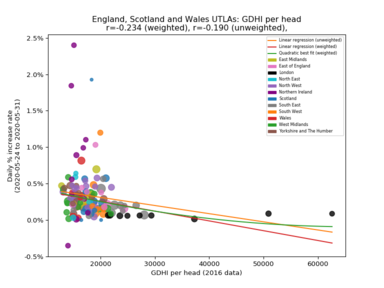 England, Scotland and Wales UTLAs: GDHI per head
r=-0.234 (weighted), r=-0.190 (unweighted),
Daily % increase rate
(2020-05-24 to 2020-05-31)
2.5%
2.0%
1.5%
1.0%
0.5%
0.0%
-0.5%
Linear regression (unweighted)
Linear regression (weighted)
Quadratic best fit (weighted)
East Midlands
East of England
London
North East
North West
Northern Ireland
Scotland
South East
South West
Wales
West Midlands
Yorkshire and The Humber
20000
30000
40000
50000
60000
GDHI per head (2016 data)